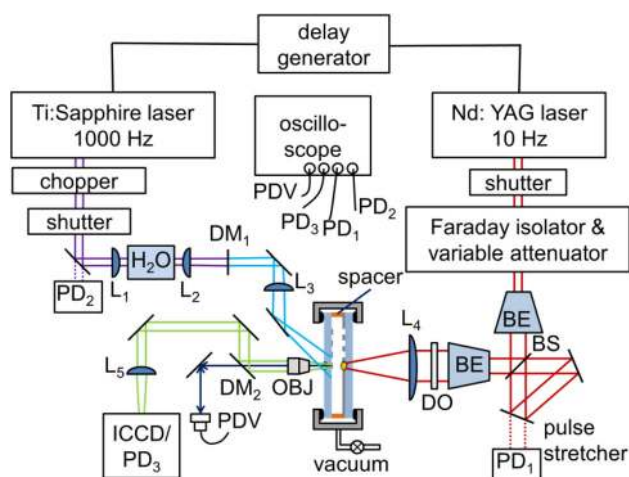 delay
generator
Ti:Sapphire laser
1000 Hz
Nd: YAG laser
10 Hz
oscillo-
scope
chopper
shutter
PDV
PD3
PD1
PD2
shutter
Faraday isolator &
variable attenuator
DM1
H2O
L1
L2
PD2
L3
spacer
L4
BE
BS
L5
DM2
OBJ
DO
BE
PDV
ICCD/
PD3
vacuum
pulse
stretcher
PD1